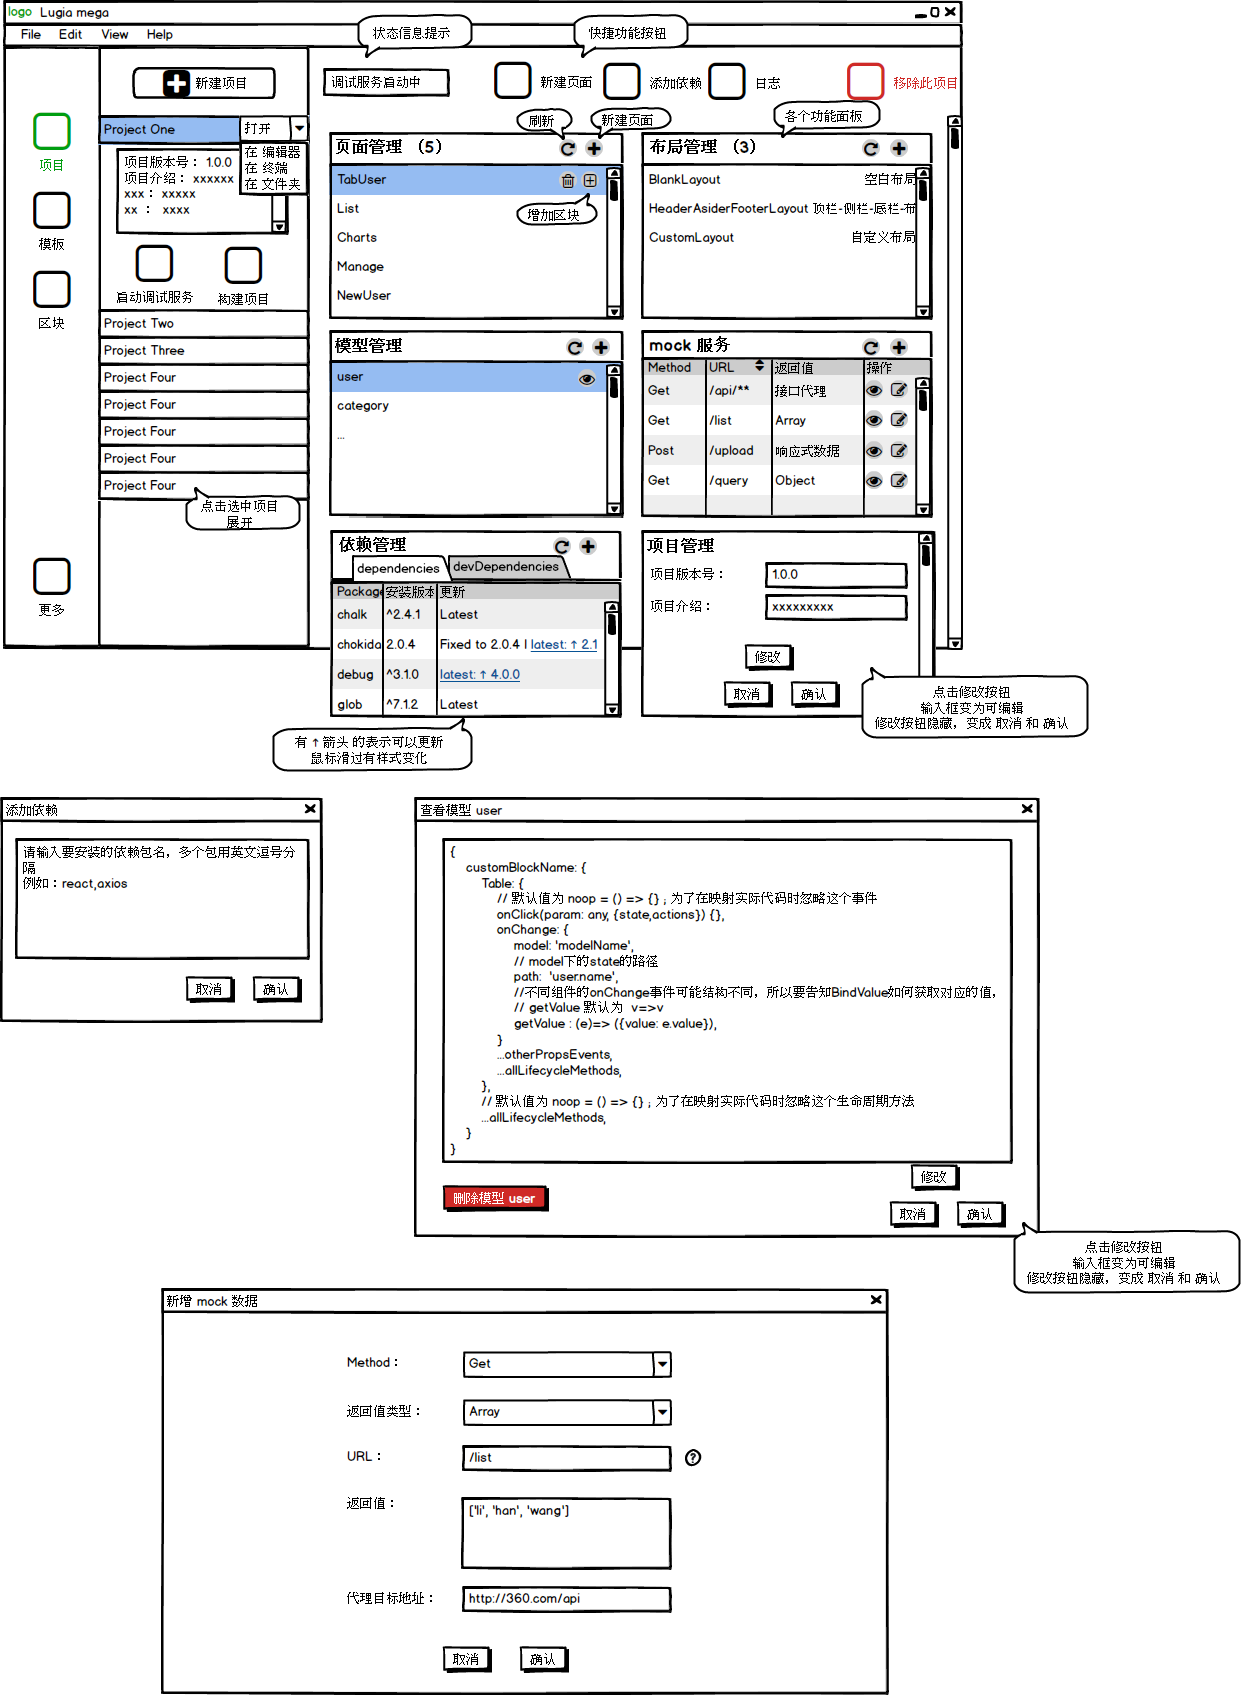 logo Lugia mega
File Edit View Help
状态信息提示
快捷功能按钮
新建项目
调试服务启动中
新建页面
添加依赖
日志
移除此项目
项目
模板
区块
更多
Project One
打开
在 编辑器
在 终端
在 文件夹
项目版本号： 1.0.0
项目介绍： xxxxxx
xxx： xxxxx
xx ： xxxx
启动调试服务
构建项目
Project Two
Project Three
Project Four
Project Four
Project Four
Project Four
Project Four
点击选中项目
展开
刷新
新建页面
各个功能面板
页面管理 （5）
TabUser
List
增加区块
Charts
Manage
NewUser
布局管理 （3）
BlankLayout 空白布局
HeaderAsiderFooterLayout 顶栏-侧栏-底栏-布
CustomLayout 自定义布局
模型管理
user
category
...
mock 服务
Method URL 返回值 操作
Get /api/** 接口代理
Get /list Array
Post /upload 响应式数据
Get /query Object
依赖管理
dependencies devDependencies
Package 安装版本 更新
chalk ^2.4.1 Latest
chokida 2.0.4 Fixed to 2.0.4 | latest: ↑ 2.1
debug ^3.1.0 latest: ↑ 4.0.0
glob ^7.1.2 Latest
有 ↑ 箭头 的表示可以更新
鼠标滑过有样式变化
项目管理
项目版本号： 1.0.0
项目介绍： xxxxxxxxx
修改
取消 确认
点击修改按钮
输入框变为可编辑
修改按钮隐藏，变成 取消 和 确认
添加依赖
请输入要安装的依赖包名，多个包用英文逗号分
隔
例如：react,axios
取消 确认
查看模型 user
{
customBlockName: {
Table: {
// 默认值为 noop = () => {} ; 为了在映射实际代码时忽略这个事件
onClick(param: any, {state,actions}) {},
onChange: {
model: 'modelName',
// model下的state的路径
path: 'user.name',
//不同组件的onChange事件可能结构不同，所以要告知BindValue如何获取对应的值，
// getValue 默认为 v=>v
getValue : (e)=> ({value: e.value}),
}
...otherPropsEvents,
...allLifecycleMethods,
},
// 默认值为 noop = () => {} ; 为了在映射实际代码时忽略这个生命周期方法
...allLifecycleMethods,
}
}
修改
删除模型 user
取消 确认
点击修改按钮
输入框变为可编辑
修改按钮隐藏，变成 取消 和 确认
新增 mock 数据
Method： Get
返回值类型： Array
URL： /list ?
返回值： ['li', 'han', 'wang']
代理目标地址： http://360.com/api
取消 确认